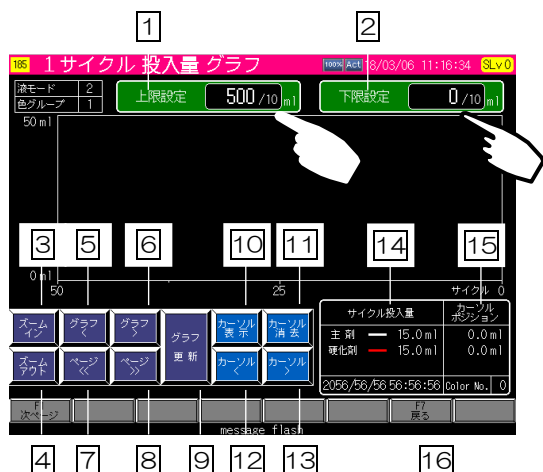 1 2
185 1サイクル 投入量 グラフ 100% Act 18/03/06 11:16:34 SLv0
液モード 2
色グループ 1
上限設定 500 /10 ml
下限設定 0 /10 ml
50ml
3 5 6 10 11 14 15
0ml
50 25 サイクル 0
ズームイン グラフ< グラフ> グラフ更新 カーソル表示 カーソル消去
ズームアウト ページ<< ページ>> カーソル< カーソル>
サイクル投入量 カーソルポジション
主剤 15.0ml 0.0ml
硬化剤 15.0ml 0.0ml
2056/56/56 56:56:56 Color No. 0
F1 次ページ F7 戻る
message flash
4 7 8 9 12 13 16